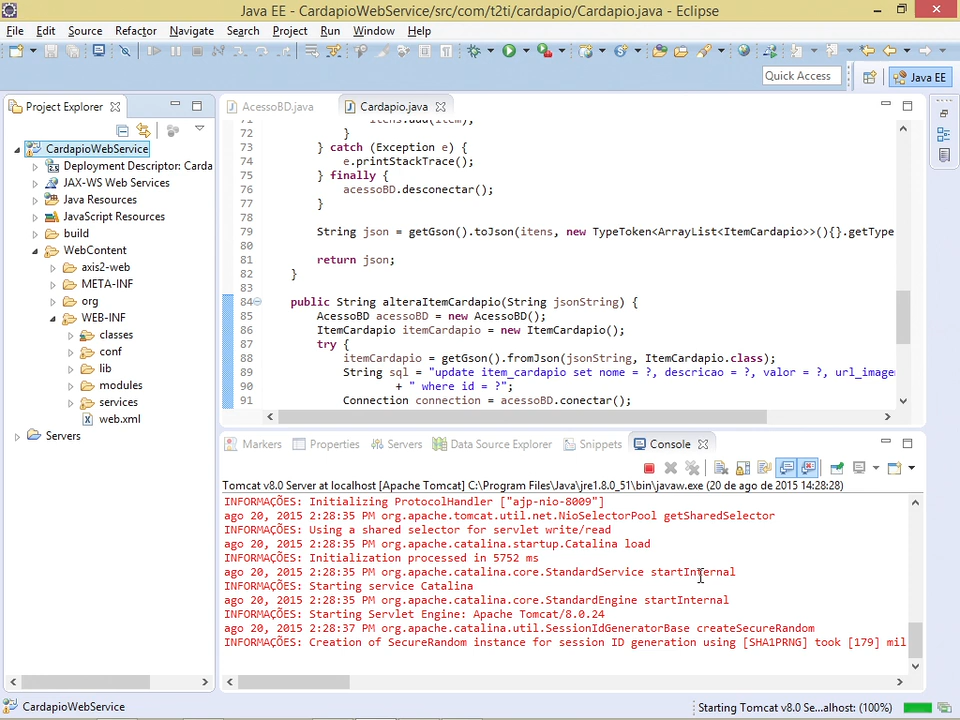 Java EE - CardapioWebService/src/com/t2ti/cardapio/Cardapio.java - Eclipse
File Edit Source Refactor Navigate Search Project Run Window Help
Quick Access Java EE
Project Explorer
CardapioWebService
Deployment Descriptor: Carda
JAX-WS Web Services
Java Resources
JavaScript Resources
build
WebContent
axis2-web
META-INF
org
WEB-INF
classes
conf
lib
modules
services
web.xml
Servers
AcessoBD.java Cardapio.java
71 itens.add(item);
72 }
73 } catch (Exception e) {
74 e.printStackTrace();
75 } finally {
76 acessoBD.desconectar();
77 }
78
79 String json = getGson().toJson(itens, new TypeToken<ArrayList<ItemCardapio>>(){}.getType
80
81 return json;
82 }
83
84 public String alteraItemCardapio(String jsonString) {
85 AcessoBD acessoBD = new AcessoBD();
86 ItemCardapio itemCardapio = new ItemCardapio();
87 try {
88 itemCardapio = getGson().fromJson(jsonString, ItemCardapio.class);
89 String sql = "update item_cardapio set nome = ?, descricao = ?, valor = ?, url_image
90 + " where id = ?";
91 Connection connection = acessoBD.conectar();
Markers Properties Servers Data Source Explorer Snippets Console
Tomcat v8.0 Server at localhost [Apache Tomcat] C:\Program Files\Java\jre1.8.0_51\bin\javaw.exe (20 de ago de 2015 14:28:28)
INFORMAÇÕES: Initializing ProtocolHandler ["ajp-nio-8009"]
ago 20, 2015 2:28:35 PM org.apache.tomcat.util.net.NioSelectorPool getSharedSelector
INFORMAÇÕES: Using a shared selector for servlet write/read
ago 20, 2015 2:28:35 PM org.apache.catalina.startup.Catalina load
INFORMAÇÕES: Initialization processed in 5752 ms
ago 20, 2015 2:28:35 PM org.apache.catalina.core.StandardService startInternal
INFORMAÇÕES: Starting service Catalina
ago 20, 2015 2:28:35 PM org.apache.catalina.core.StandardEngine startInternal
INFORMAÇÕES: Starting Servlet Engine: Apache Tomcat/8.0.24
ago 20, 2015 2:28:37 PM org.apache.catalina.util.SessionIdGeneratorBase createSecureRandom
INFORMAÇÕES: Creation of SecureRandom instance for session ID generation using [SHA1PRNG] took [179] mil
CardapioWebService Starting Tomcat v8.0 Se...alhost: (100%)